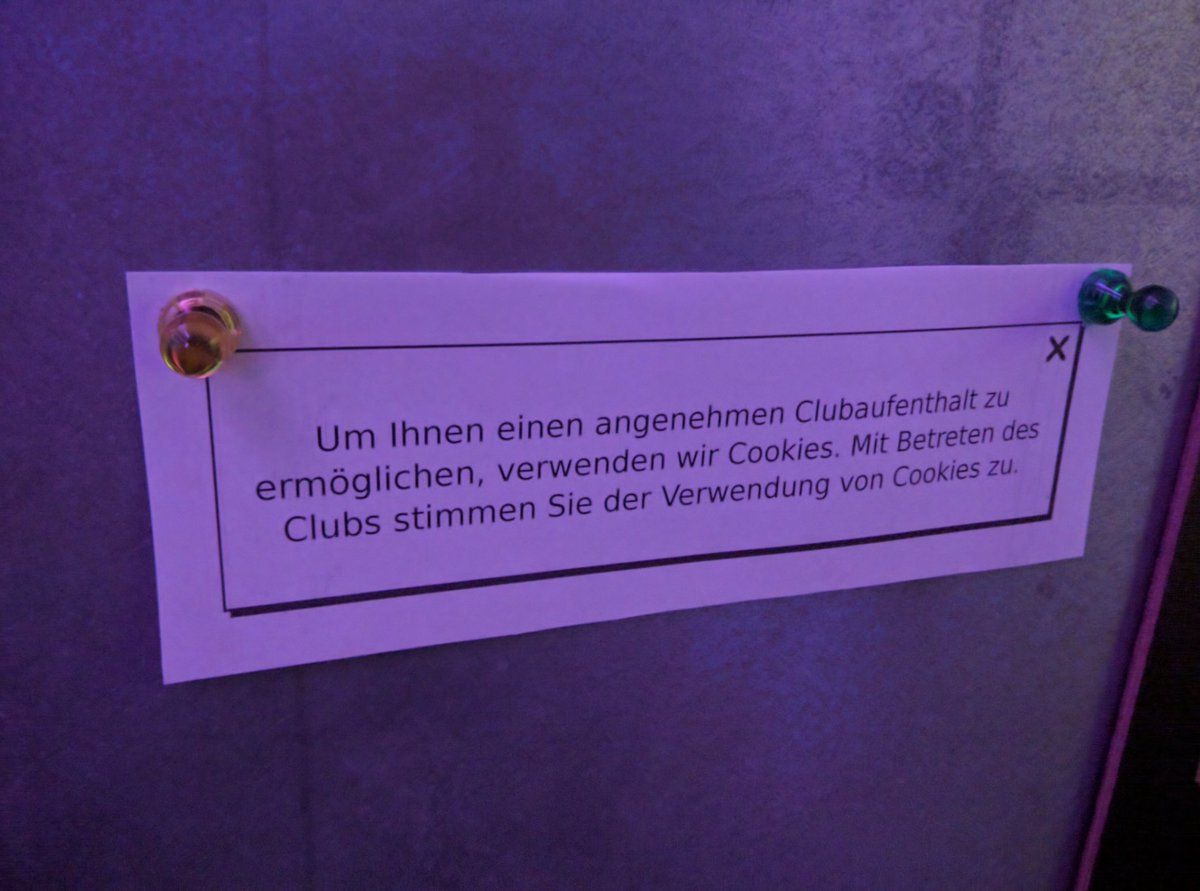 X
Um Ihnen einen angenehmen Clubaufenthalt zu
ermöglichen, verwenden wir Cookies. Mit Betreten des
Clubs stimmen Sie der Verwendung von Cookies zu.